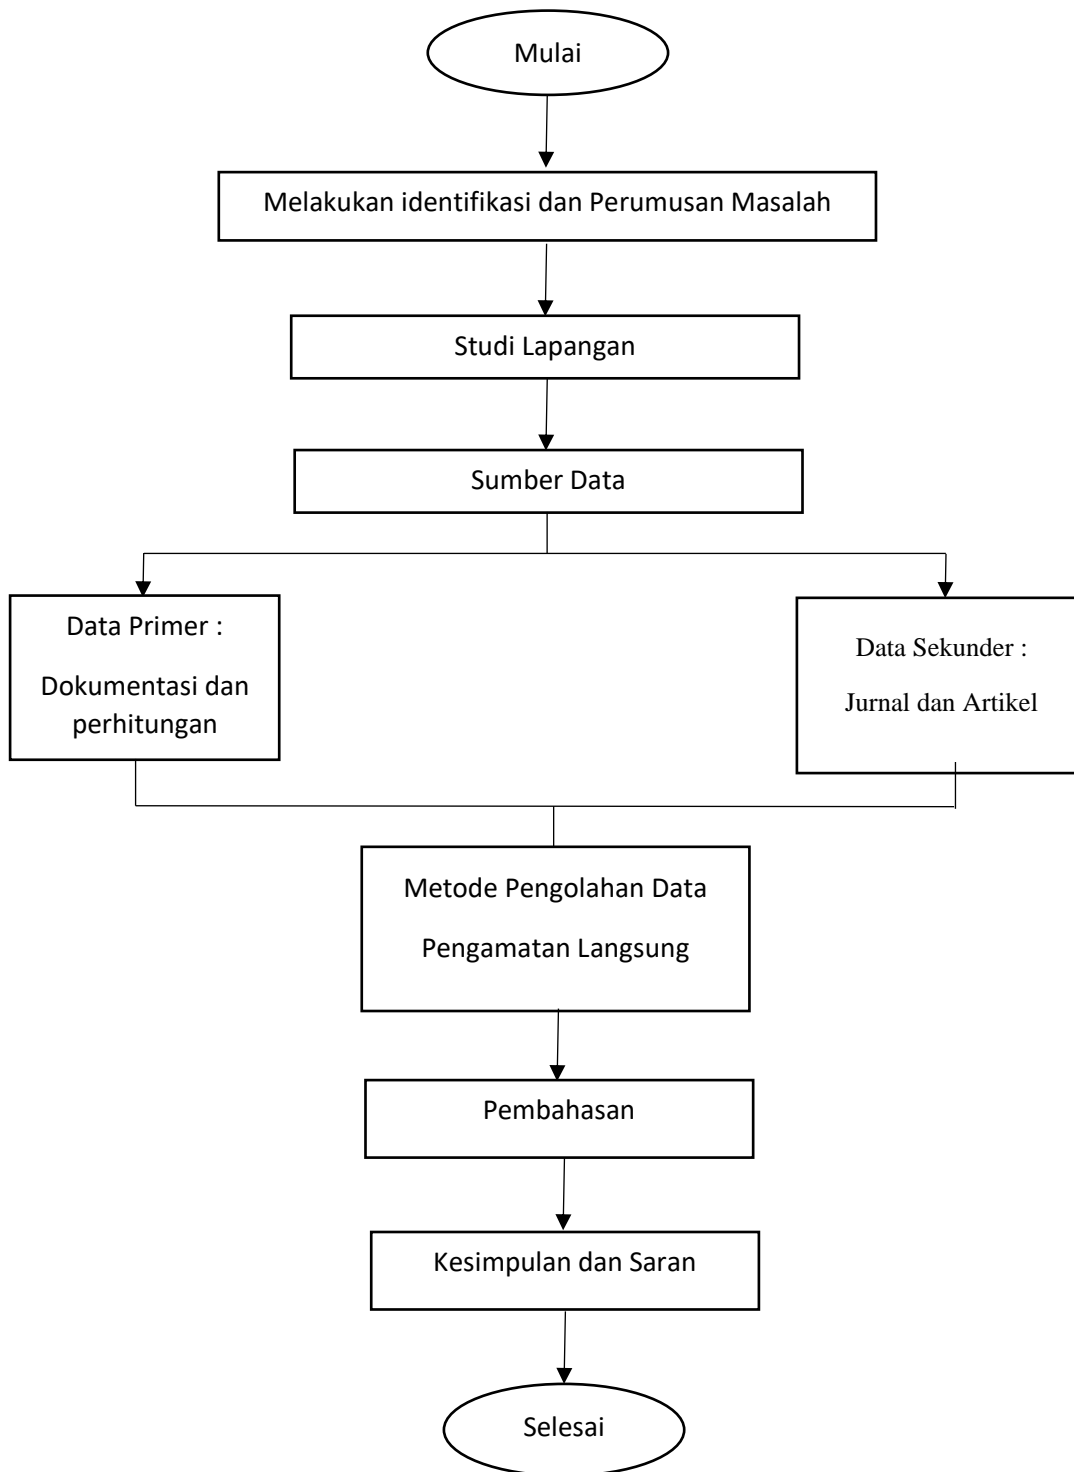 Mulai
Melakukan identifikasi dan Perumusan Masalah
Studi Lapangan
Sumber Data
Data Primer :
Dokumentasi dan
perhitungan
Data Sekunder :
Jurnal dan Artikel
Metode Pengolahan Data
Pengamatan Langsung
Pembahasan
Kesimpulan dan Saran
Selesai